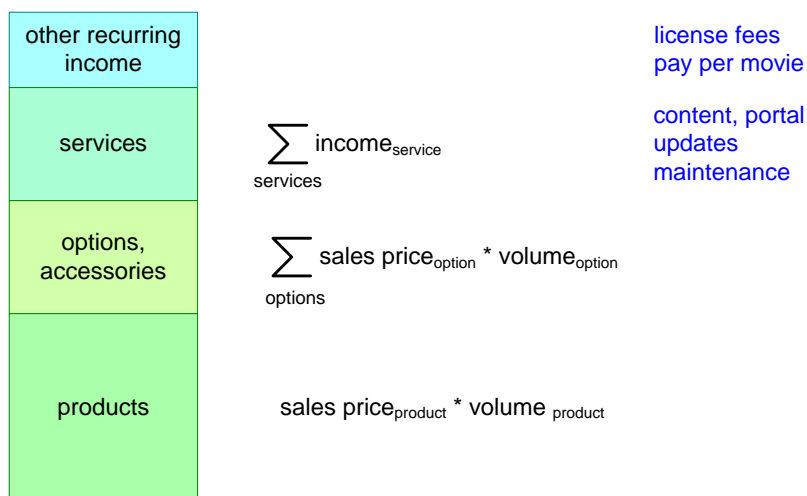 other recurring
income
license fees
pay per movie
services
∑ income service
services
content, portal
updates
maintenance
options,
accessories
∑ sales price option * volume option
options
products
sales price product * volume product